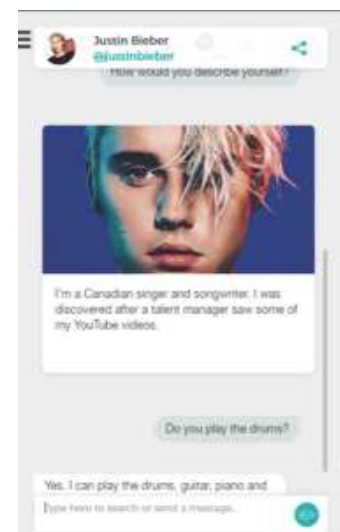 Justin Bieber
@justinbieber
How would you describe yourself?
I'm a Canadian singer and songwriter. I was
discovered after a talent manager saw some of
my YouTube videos.
Do you play the drums?
Yes. I can play the drums, guitar, piano and
Type here to search or send a message...